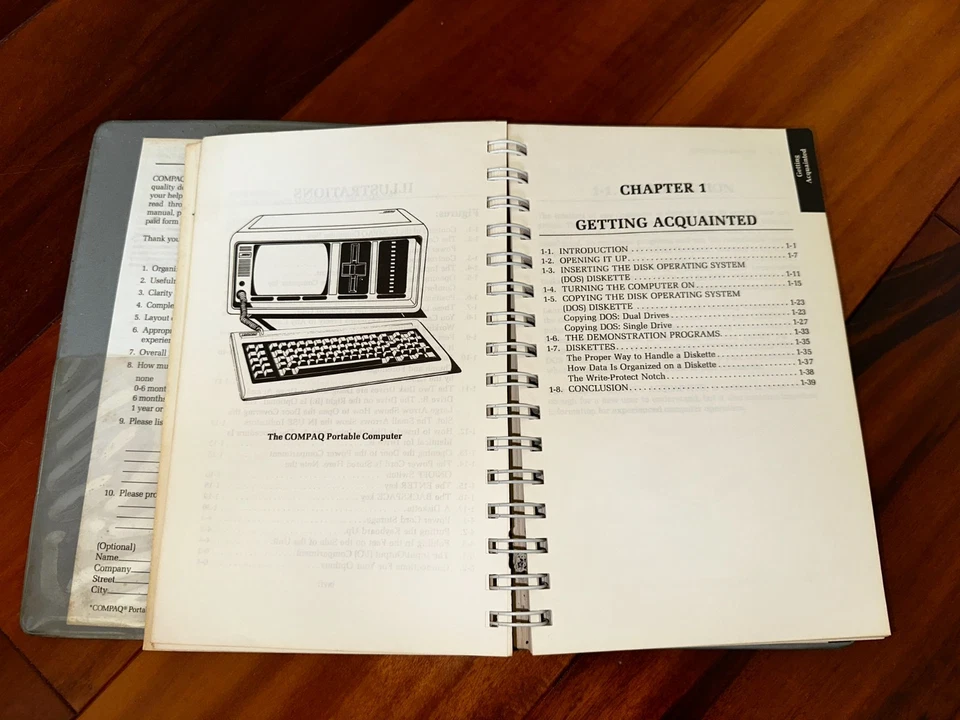 COMPAQ
quality d
your help
read thro
manual, p
paid form
Thank you
1. Organi
2. Useful
3. Clarity
4. Comple
5. Layout
6. Approp
experien
7. Overall
8. How mu
none
0-6 mont
6 months
1 year or
9. Please lis
10. Please pro
(Optional)
Name
Company
Street
City
*COMPAQ® Porta
The COMPAQ Portable Computer
Getting
Acquainted
CHAPTER 1
GETTING ACQUAINTED
1-1. INTRODUCTION 1-1
1-2. OPENING IT UP 1-7
1-3. INSERTING THE DISK OPERATING SYSTEM
(DOS) DISKETTE 1-11
1-4. TURNING THE COMPUTER ON 1-15
1-5. COPYING THE DISK OPERATING SYSTEM
(DOS) DISKETTE 1-23
Copying DOS: Dual Drives 1-23
Copying DOS: Single Drive 1-27
1-6. THE DEMONSTRATION PROGRAMS 1-33
1-7. DISKETTES 1-35
The Proper Way to Handle a Diskette 1-35
How Data Is Organized on a Diskette 1-37
The Write-Protect Notch 1-38
1-8. CONCLUSION 1-39